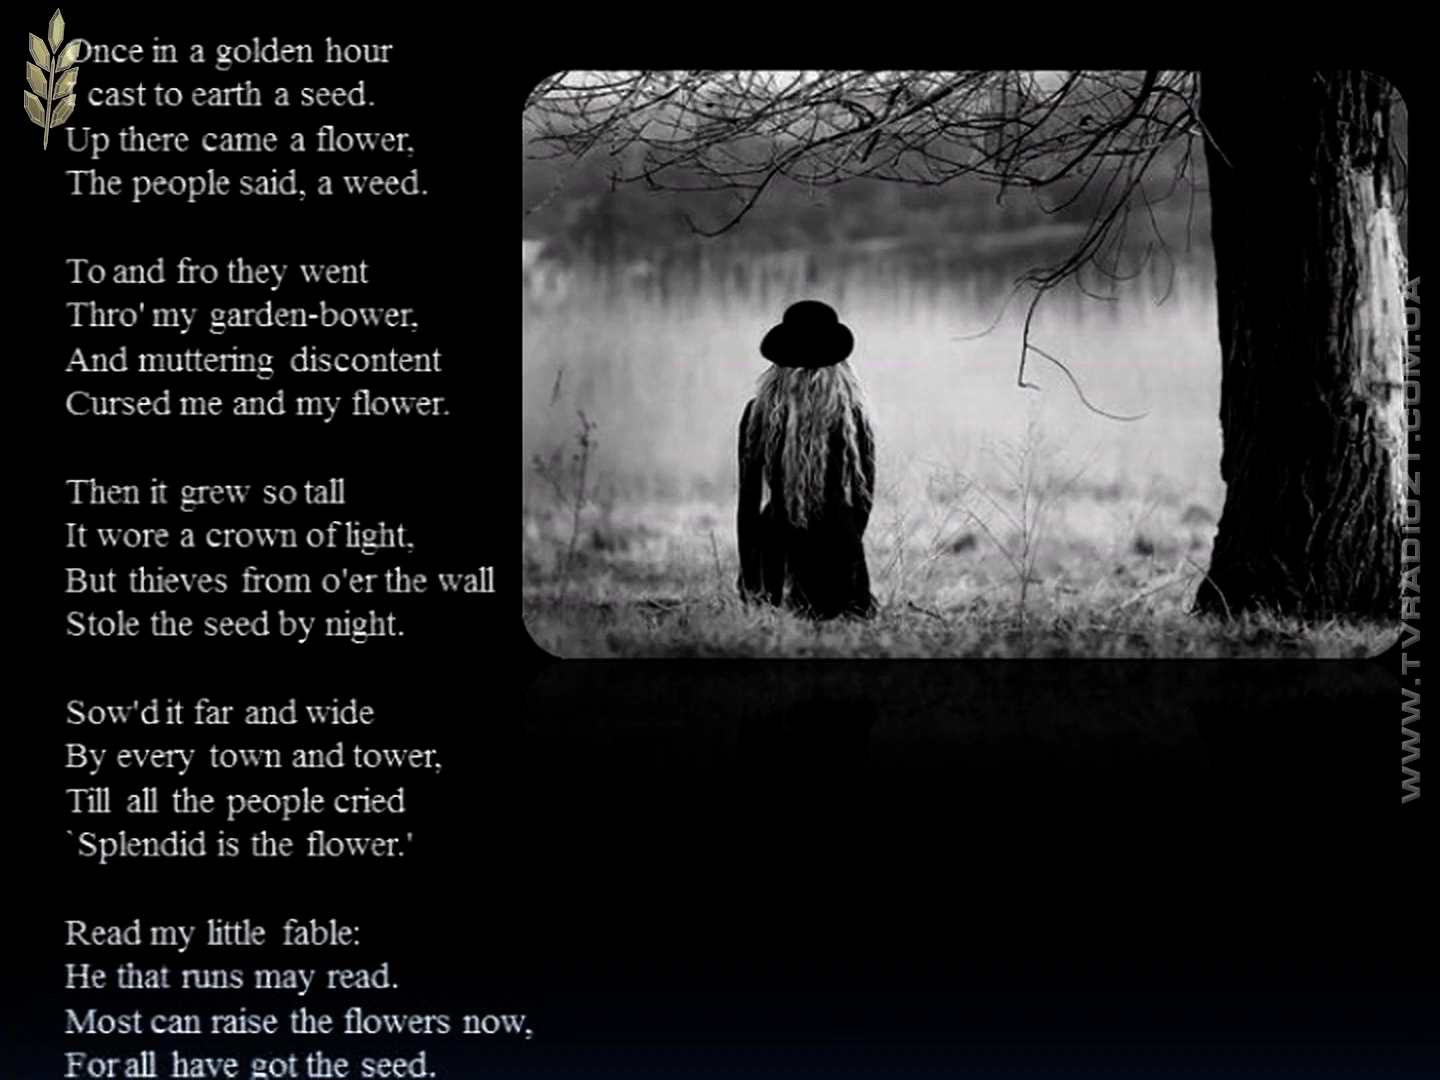 Once in a golden hour
cast to earth a seed.
Up there came a flower,
The people said, a weed.
To and fro they went
Thro' my garden-bower,
And muttering discontent
Cursed me and my flower.
Then it grew so tall
It wore a crown of light,
But thieves from o'er the wall
Stole the seed by night.
Sow'd it far and wide
By every town and tower,
Till all the people cried
`Splendid is the flower.'
Read my little fable:
He that runs may read.
Most can raise the flowers now,
For all have got the seed.
WWW.TVRADIOZT.COM.UA